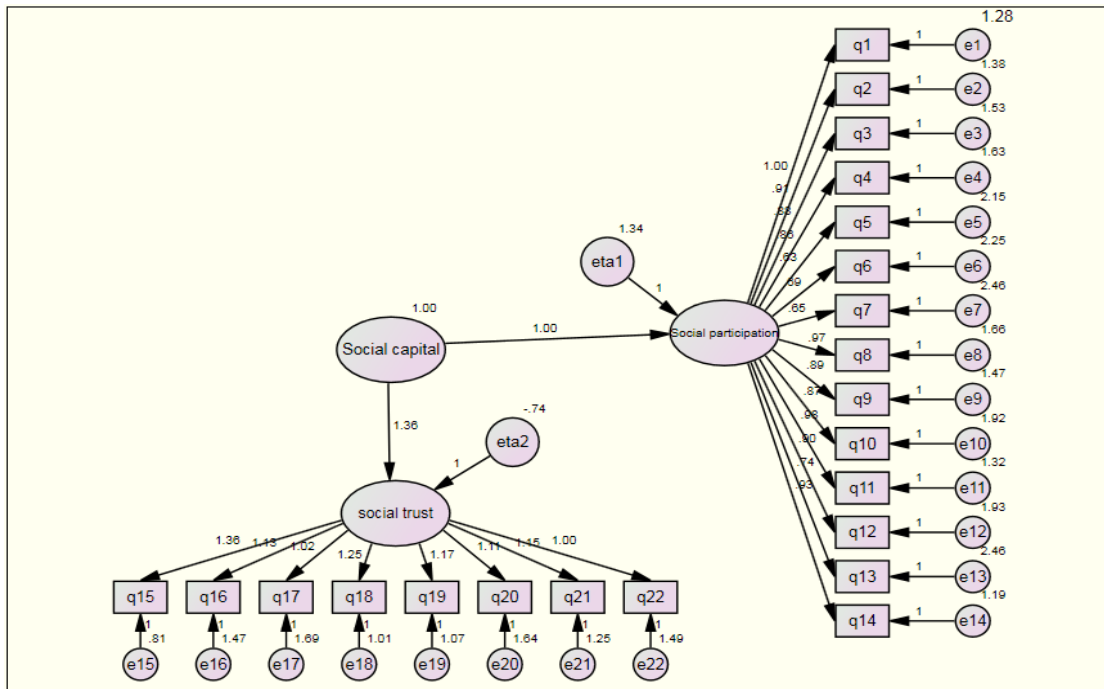 1.28
q1 1 e1
1.38
q2 1 e2
1.53
q3 1 e3
1.63
q4 1 e4
2.15
q5 1 e5
2.25
q6 1 e6
2.46
q7 1 e7
1.66
q8 1 e8
1.47
q9 1 e9
1.92
q10 1 e10
1.32
q11 1 e11
1.93
q12 1 e12
2.46
q13 1 e13
1.19
q14 1 e14
1.00
.91
.88
.86
.63
.69
.65
.97
.89
.87
.98
.90
.74
.93
1.34
eta1
1
Social participation
1.00
1.00
Social capital
1.36
-.74
eta2
1
social trust
1.36 1.13 1.02 1.25 1.17 1.11 1.15 1.00
q15 q16 q17 q18 q19 q20 q21 q22
1 1 1 1 1 1 1 1
.81 1.47 1.69 1.01 1.07 1.64 1.25 1.49
e15 e16 e17 e18 e19 e20 e21 e22